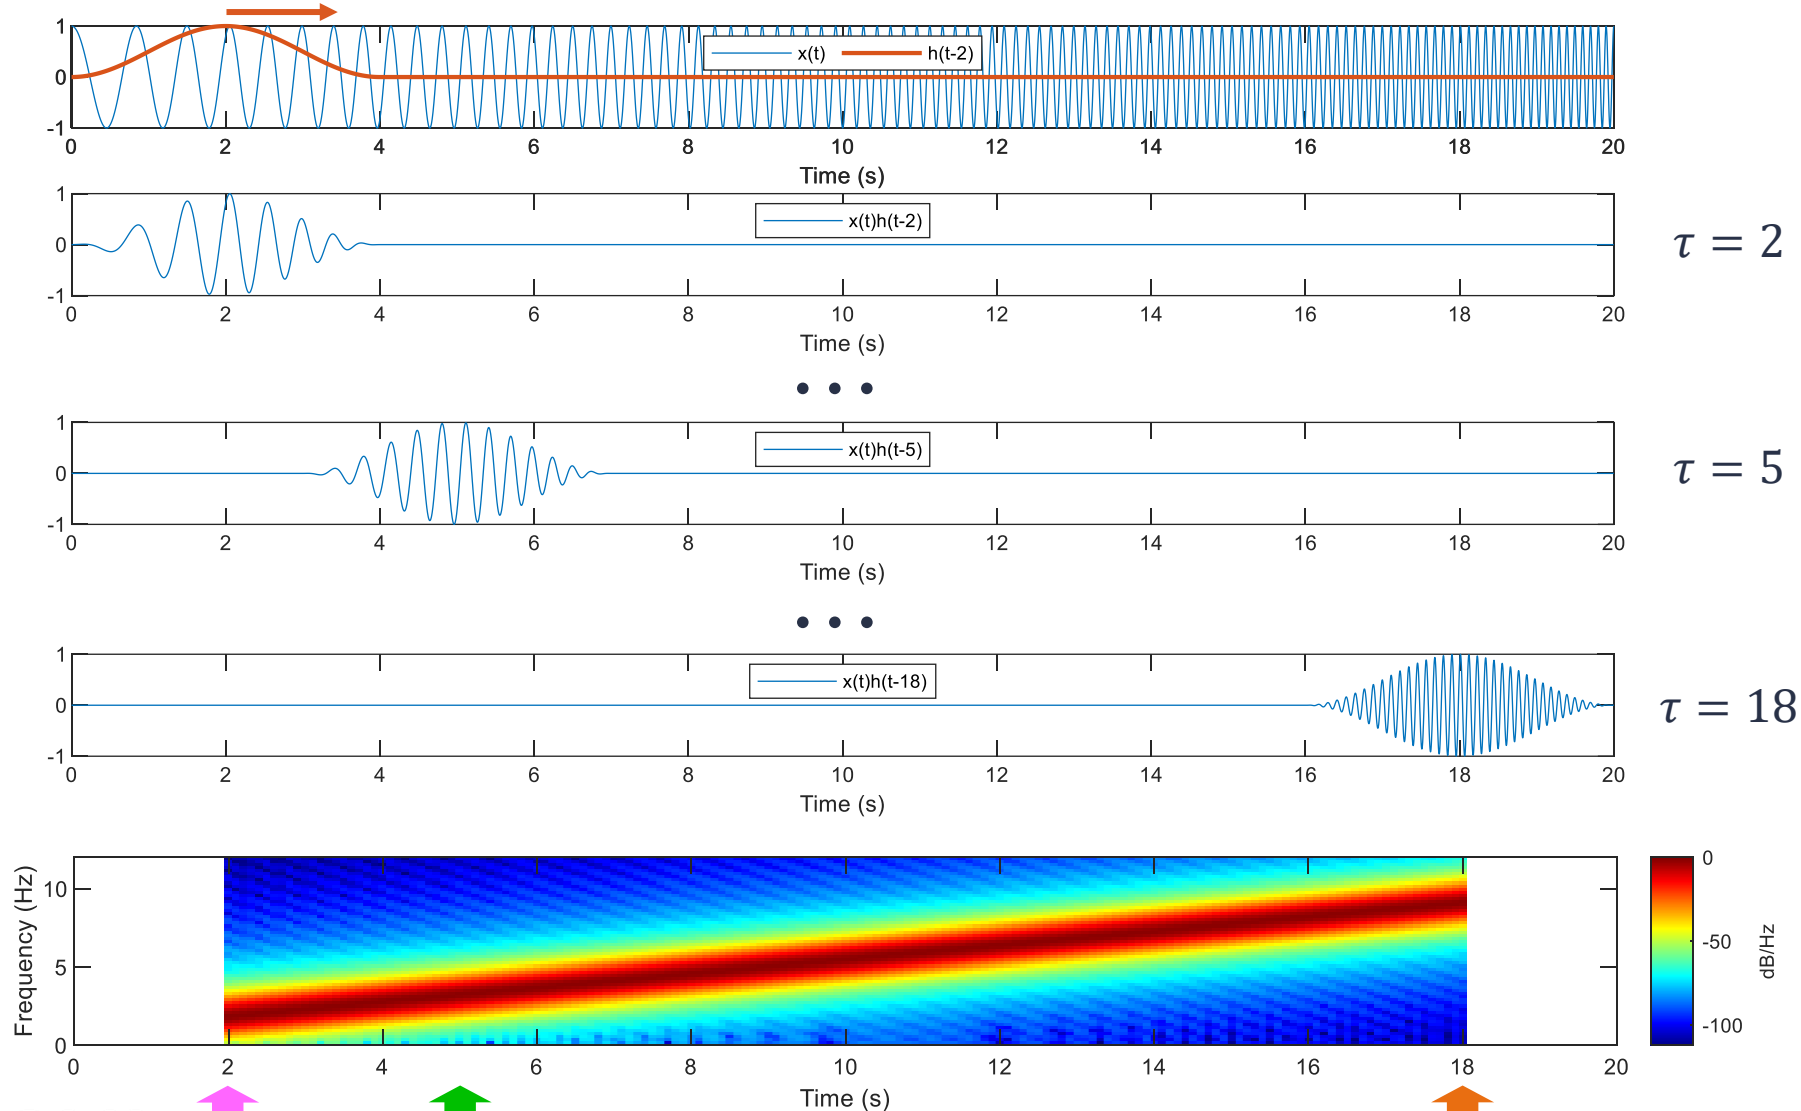 1
0
-1
x(t) h(t-2)
0 2 4 6 8 10 12 14 16 18 20
Time (s)
1
0
-1
x(t)h(t-2)
τ = 2
0 2 4 6 8 10 12 14 16 18 20
Time (s)
• • •
1
0
-1
x(t)h(t-5)
τ = 5
0 2 4 6 8 10 12 14 16 18 20
Time (s)
• • •
1
0
-1
x(t)h(t-18)
τ = 18
0 2 4 6 8 10 12 14 16 18 20
Time (s)
Frequency (Hz)
10
5
0
0 2 4 6 8 10 12 14 16 18 20
Time (s)
0
-50
-100
dB/Hz